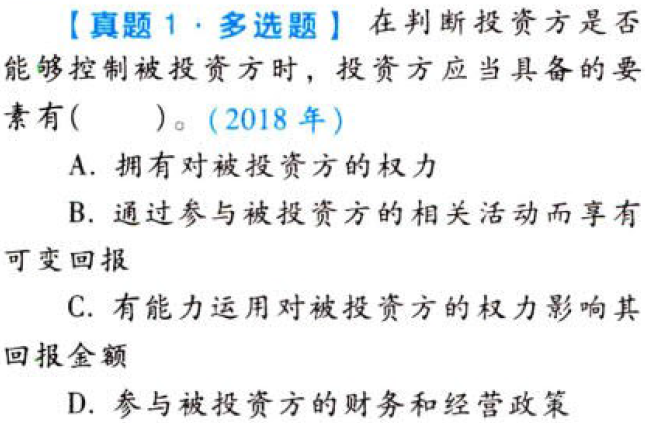 【真题1·多选题】 在判断投资方是否
能够控制被投资方时，投资方应当具备的要
素有(　　)。(2018年)
A. 拥有对被投资方的权力
B. 通过参与被投资方的相关活动而享有
可变回报
C. 有能力运用对被投资方的权力影响其
回报金额
D. 参与被投资方的财务和经营政策